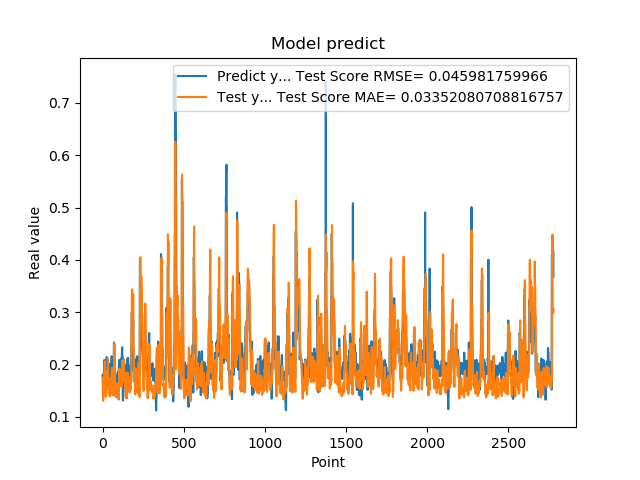 Model predict
Predict y... Test Score RMSE= 0.045981759966
Test y... Test Score MAE= 0.03352080708816757
Real value
0.7
0.6
0.5
0.4
0.3
0.2
0.1
0 500 1000 1500 2000 2500
Point